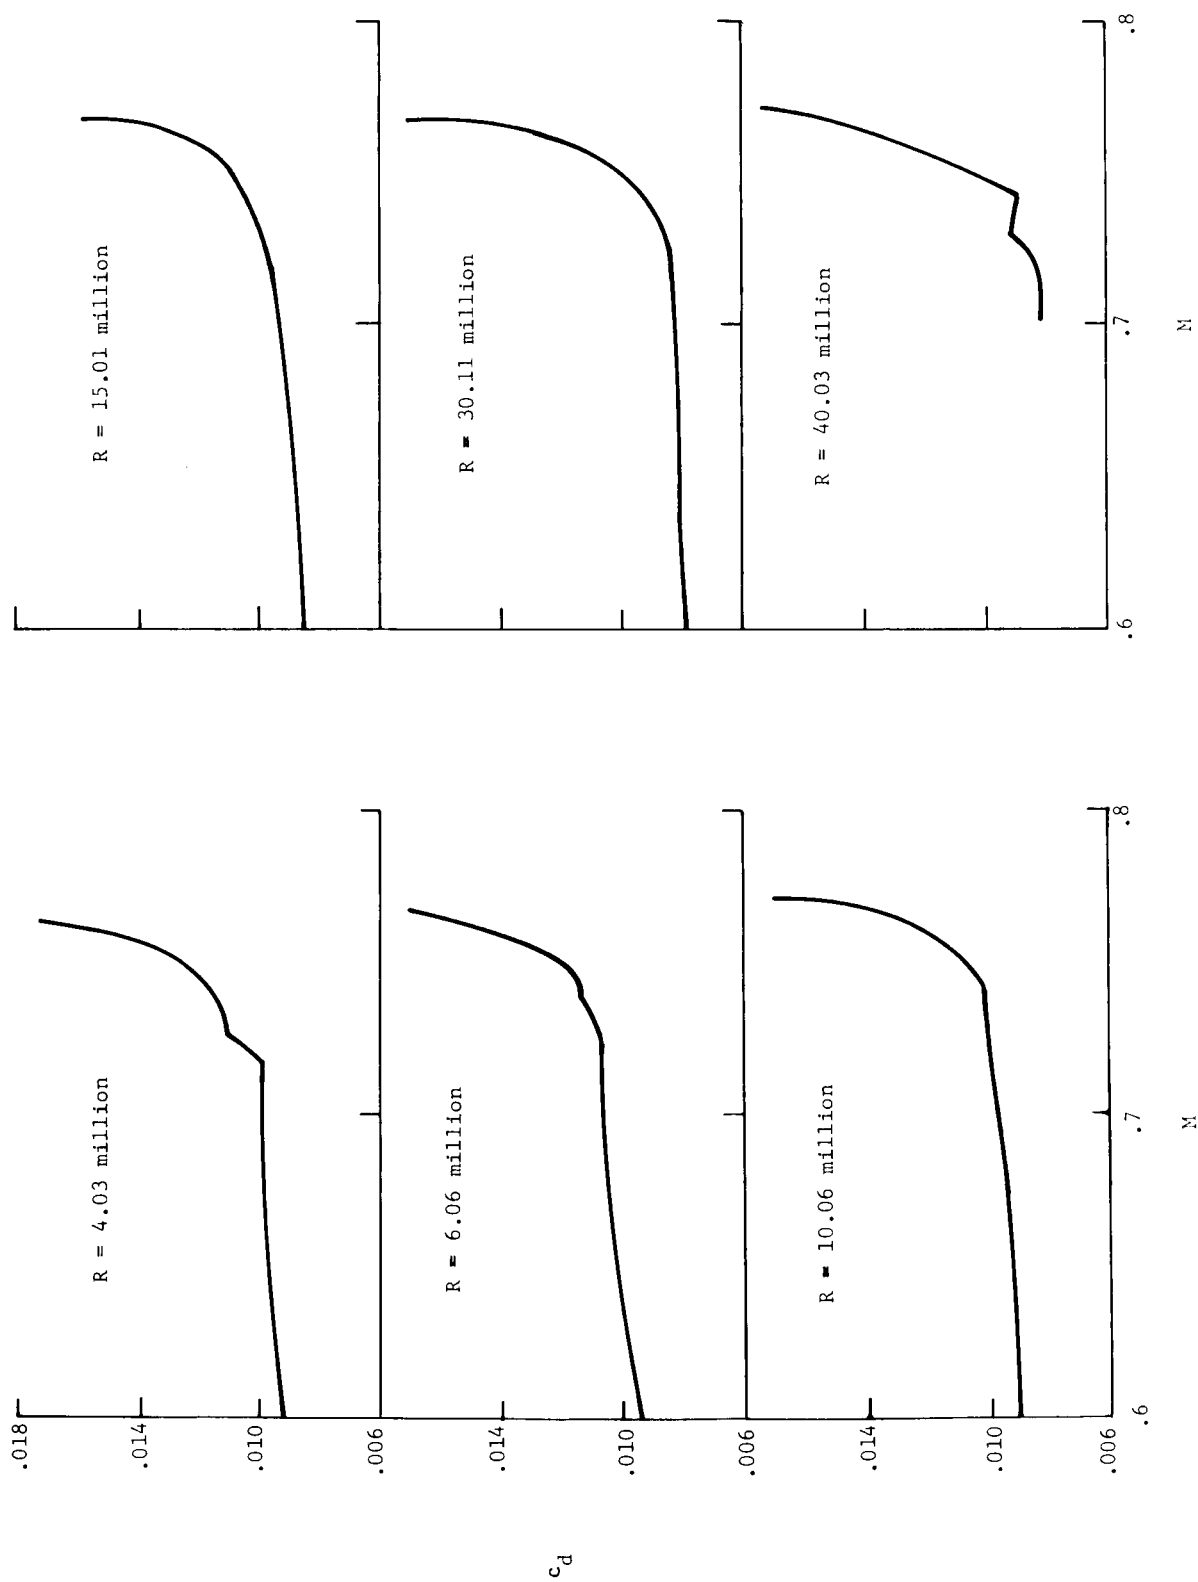 c_d
.018
.014
.010
.006
.014
.010
.006
.014
.010
.006
R = 4.03 million
R = 6.06 million
R = 10.06 million
.6
.7
.8
M
R = 15.01 million
R = 30.11 million
R = 40.03 million
.6
.7
.8
M